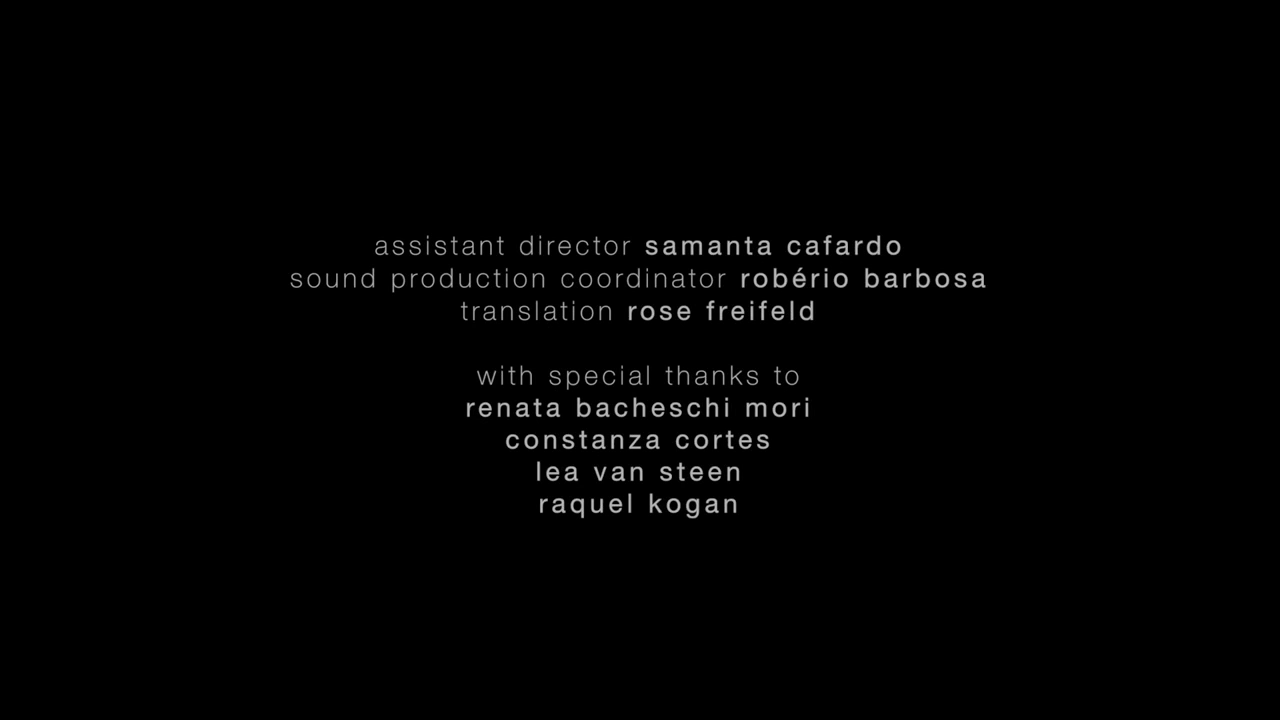 assistant director samanta cafardo
sound production coordinator robério barbosa
translation rose freifeld
with special thanks to
renata bacheschi mori
constanza cortes
lea van steen
raquel kogan